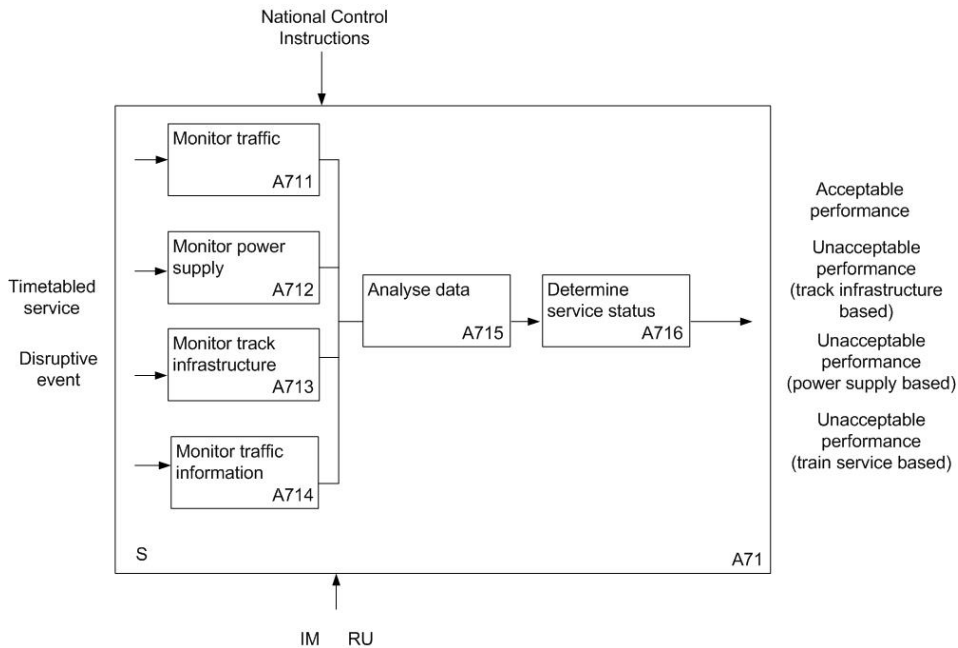 National Control
Instructions
Monitor traffic
A711
Monitor power
supply
A712
Monitor track
infrastructure
A713
Monitor traffic
information
A714
Timetabled
service
Disruptive
event
Analyse data
A715
Determine
service status
A716
Acceptable
performance
Unacceptable
performance
(track infrastructure
based)
Unacceptable
performance
(power supply based)
Unacceptable
performance
(train service based)
S
A71
IM RU